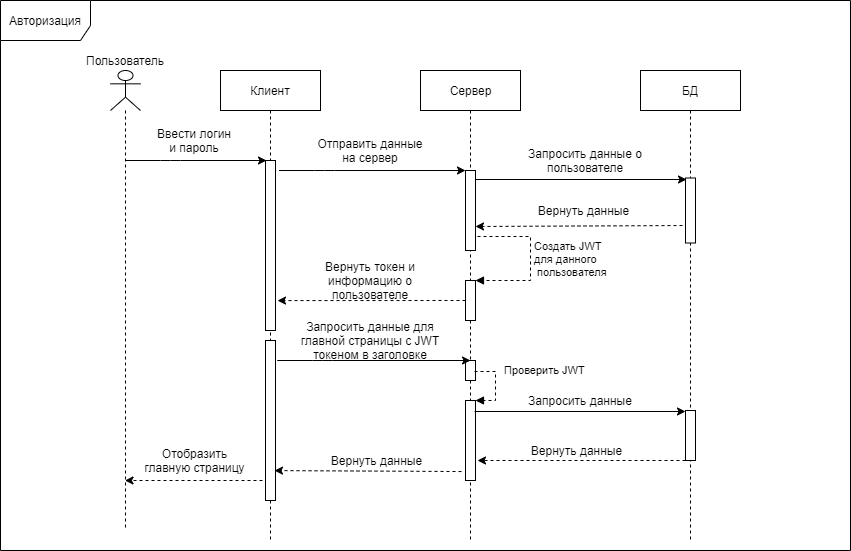 Авторизация
Пользователь
Клиент
Сервер
БД
Ввести логин
и пароль
Отправить данные
на сервер
Запросить данные о
пользователе
Вернуть данные
Создать JWT
для данного
пользователя
Вернуть токен и
информацию о
пользователе
Запросить данные для
главной страницы с JWT
токеном в заголовке
Проверить JWT
Запросить данные
Вернуть данные
Вернуть данные
Отобразить
главную страницу